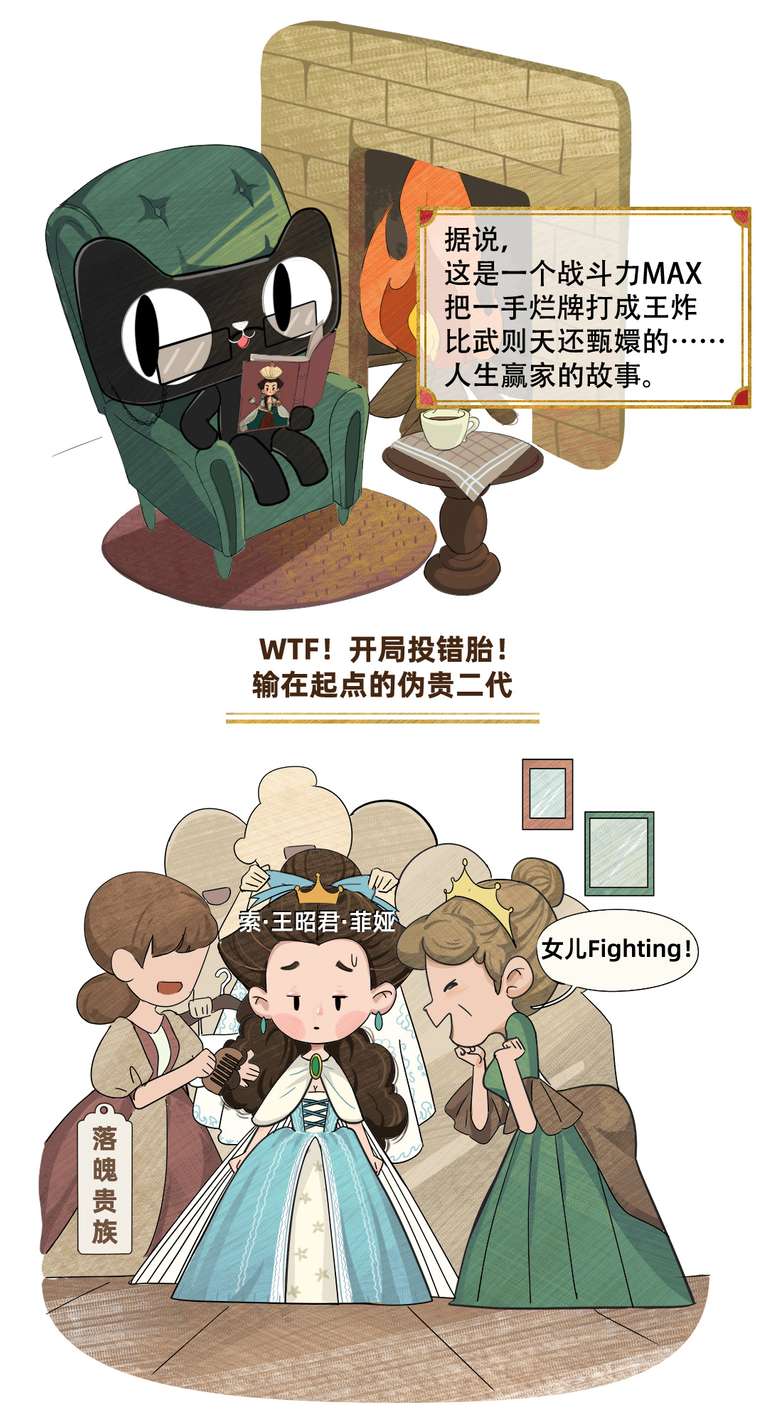 据说，
这是一个战斗力MAX
把一手烂牌打成王炸
比武则天还甄嬛的……
人生赢家的故事。
WTF！开局投错胎！
输在起点的伪贵二代
索·王昭君·菲娅
女儿Fighting！
落魄贵族